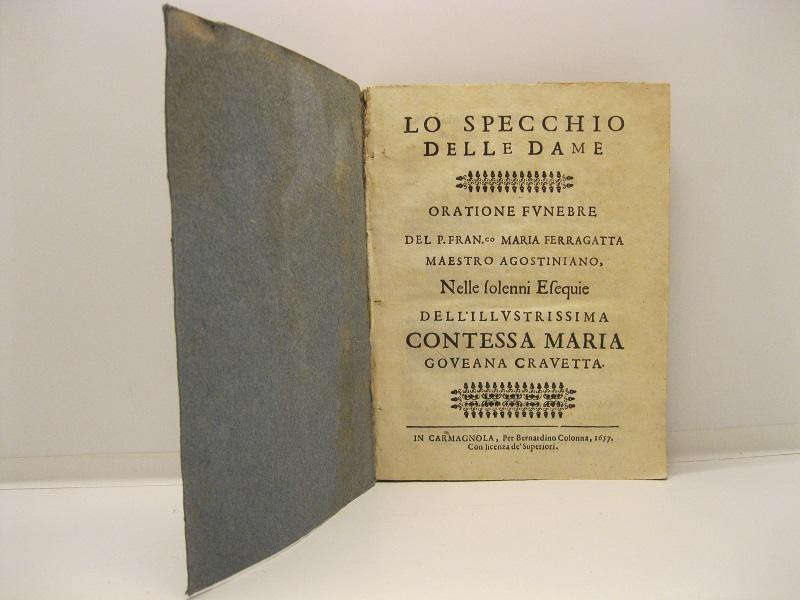 LO SPECCHIO
DELLE DAME
ORATIONE FVNEBRE
DEL P. FRAN.co MARIA FERRAGATTA
MAESTRO AGOSTINIANO,
Nelle ſolenni Eſequie
DELL'ILLVSTRISSIMA
CONTESSA MARIA
GOVEANA CRAVETTA.
IN CARMAGNOLA, Per Bernardino Colonna, 1657.
Con licenza de' Superiori.